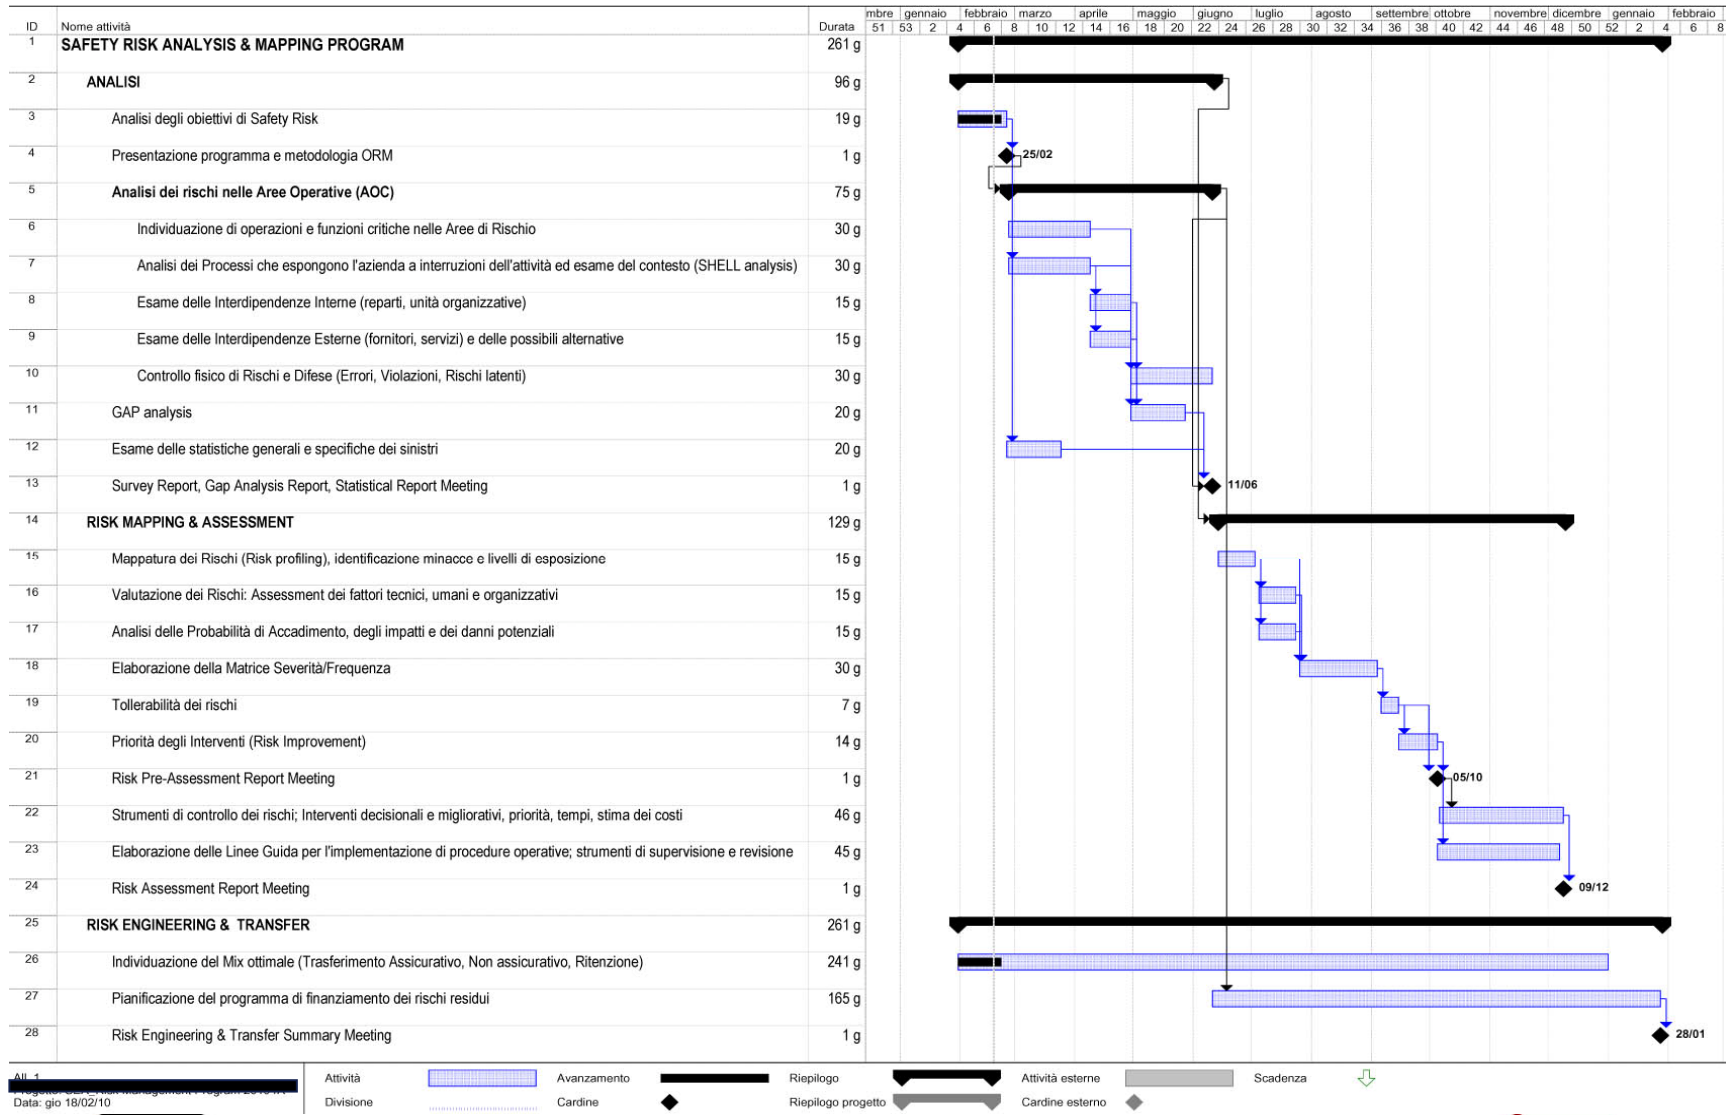 mbre gennaio febbraio marzo aprile maggio giugno luglio agosto settembre ottobre novembre dicembre gennaio febbraio
ID Nome attività Durata 51 53 2 4 6 8 10 12 14 16 18 20 22 24 26 28 30 32 34 36 38 40 42 44 46 48 50 52 2 4 6 8
1 SAFETY RISK ANALYSIS & MAPPING PROGRAM 261 g
2 ANALISI 96 g
3 Analisi degli obiettivi di Safety Risk 19 g
4 Presentazione programma e metodologia ORM 1 g 25/02
5 Analisi dei rischi nelle Aree Operative (AOC) 75 g
6 Individuazione di operazioni e funzioni critiche nelle Aree di Rischio 30 g
7 Analisi dei Processi che espongono l'azienda a interruzioni dell'attività ed esame del contesto (SHELL analysis) 30 g
8 Esame delle Interdipendenze Interne (reparti, unità organizzative) 15 g
9 Esame delle Interdipendenze Esterne (fornitori, servizi) e delle possibili alternative 15 g
10 Controllo fisico di Rischi e Difese (Errori, Violazioni, Rischi latenti) 30 g
11 GAP analysis 20 g
12 Esame delle statistiche generali e specifiche dei sinistri 20 g
13 Survey Report, Gap Analysis Report, Statistical Report Meeting 1 g 11/06
14 RISK MAPPING & ASSESSMENT 129 g
15 Mappatura dei Rischi (Risk profiling), identificazione minacce e livelli di esposizione 15 g
16 Valutazione dei Rischi: Assessment dei fattori tecnici, umani e organizzativi 15 g
17 Analisi delle Probabilità di Accadimento, degli impatti e dei danni potenziali 15 g
18 Elaborazione della Matrice Severità/Frequenza 30 g
19 Tollerabilità dei rischi 7 g
20 Priorità degli Interventi (Risk Improvement) 14 g
21 Risk Pre-Assessment Report Meeting 1 g 05/10
22 Strumenti di controllo dei rischi; Interventi decisionali e migliorativi, priorità, tempi, stima dei costi 46 g
23 Elaborazione delle Linee Guida per l'implementazione di procedure operative; strumenti di supervisione e revisione 45 g
24 Risk Assessment Report Meeting 1 g 09/12
25 RISK ENGINEERING & TRANSFER 261 g
26 Individuazione del Mix ottimale (Trasferimento Assicurativo, Non assicurativo, Ritenzione) 241 g
27 Pianificazione del programma di finanziamento dei rischi residui 165 g
28 Risk Engineering & Transfer Summary Meeting 1 g 28/01
All. 1
Data: gio 18/02/10
Attività Avanzamento Riepilogo Attività esterne Scadenza
Divisione Cardine Riepilogo progetto Cardine esterno